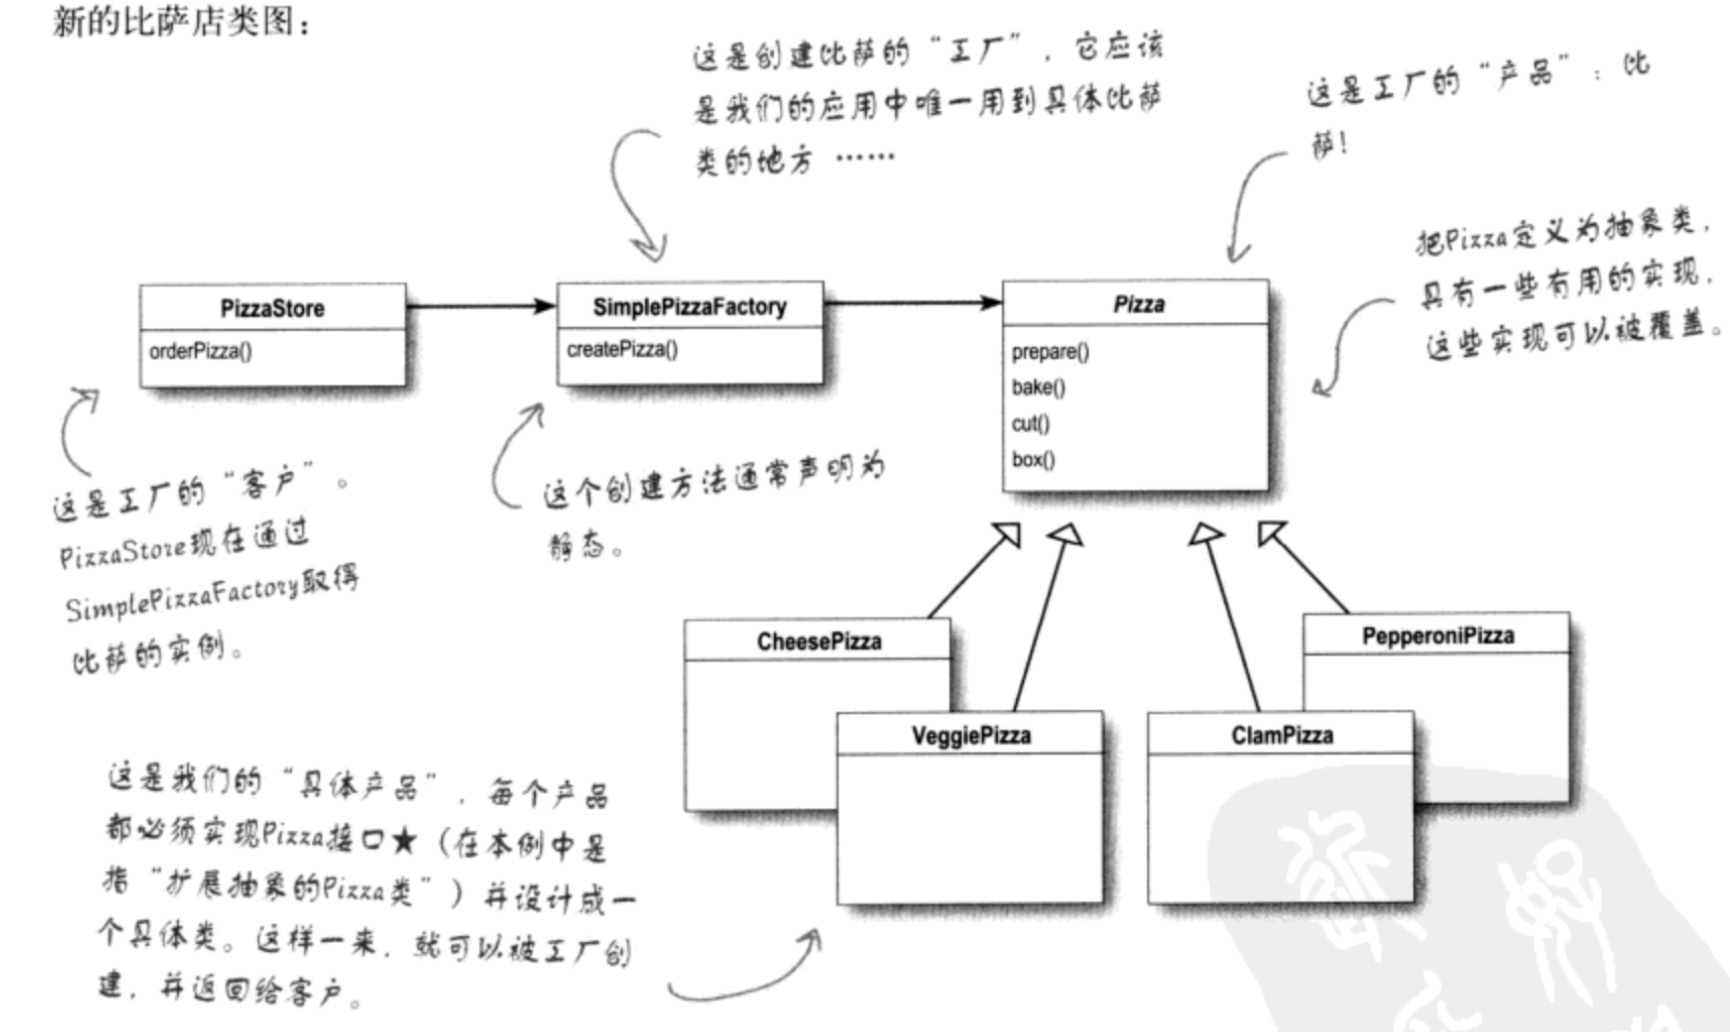 新的比萨店类图：
这是创建比萨的“工厂”，它应该
是我们的应用中唯一用到具体比萨
类的地方……
这是工厂的“产品”：比
萨！
把Pizza定义为抽象类，
具有一些有用的实现，
这些实现可以被覆盖。
PizzaStore
orderPizza()
SimplePizzaFactory
createPizza()
Pizza
prepare()
bake()
cut()
box()
这是工厂的“客户”。
PizzaStore现在通过
SimplePizzaFactory取得
比萨的实例。
这个创建方法通常声明为
静态。
CheesePizza
VeggiePizza
ClamPizza
PepperoniPizza
这是我们的“具体产品”，每个产品
都必须实现Pizza接口★（在本例中是
指“扩展抽象的Pizza类”）并设计成一
个具体类。这样一来，就可以被工厂创
建，并返回给客户。